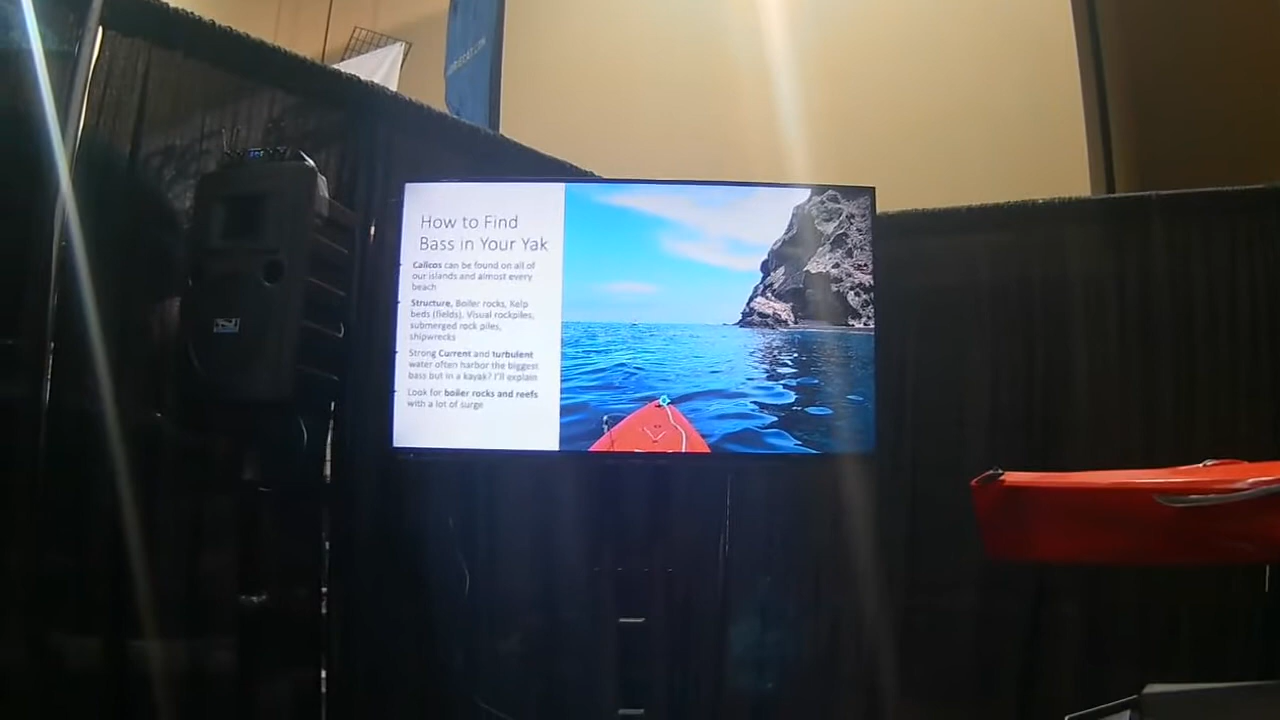 How to Find
Bass in Your Yak
Calicos can be found on all of
our islands and almost every
beach
Structure, Boiler rocks, Kelp
beds (fields). Visual rockpiles,
submerged rock piles,
shipwrecks
Strong Current and turbulent
water often harbor the biggest
bass but in a kayak? I'll explain
Look for boiler rocks and reefs
with a lot of surge